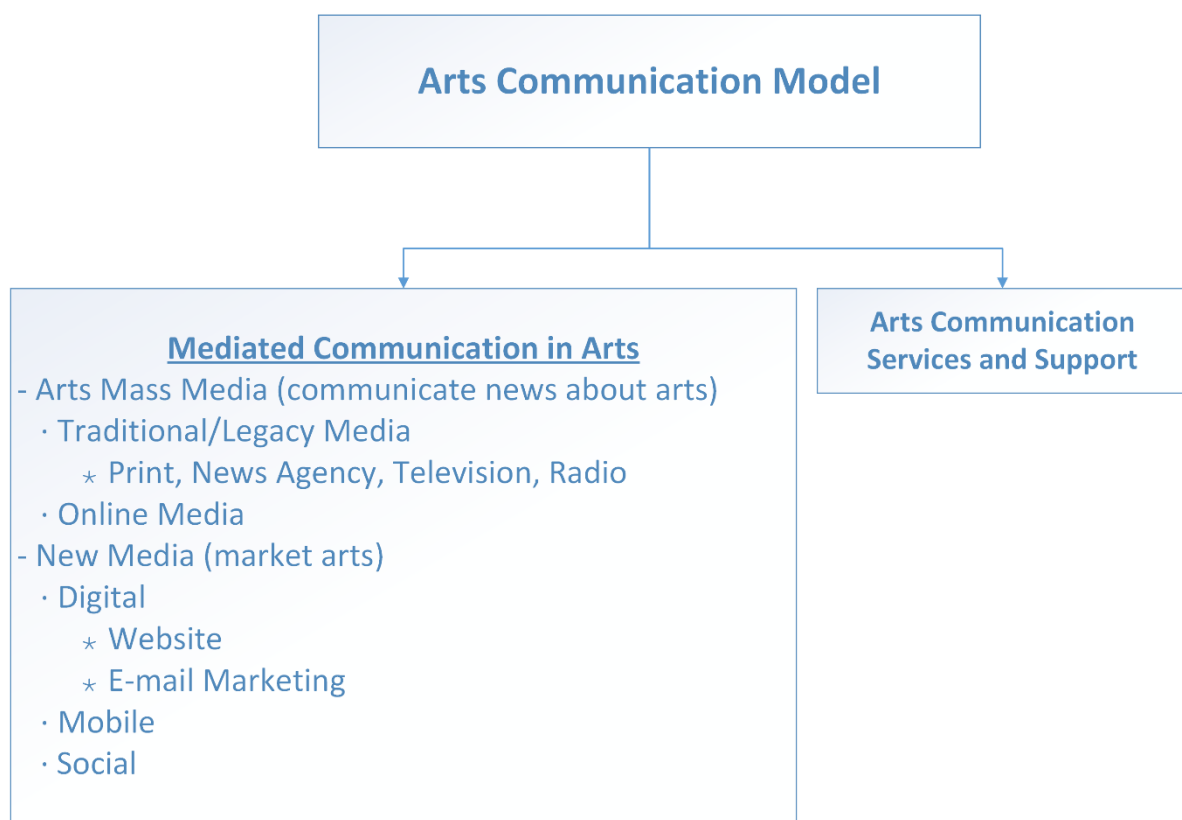 Arts Communication Model
Mediated Communication in Arts
- Arts Mass Media (communicate news about arts)
· Traditional/Legacy Media
* Print, News Agency, Television, Radio
· Online Media
- New Media (market arts)
· Digital
* Website
* E-mail Marketing
· Mobile
· Social
Arts Communication
Services and Support